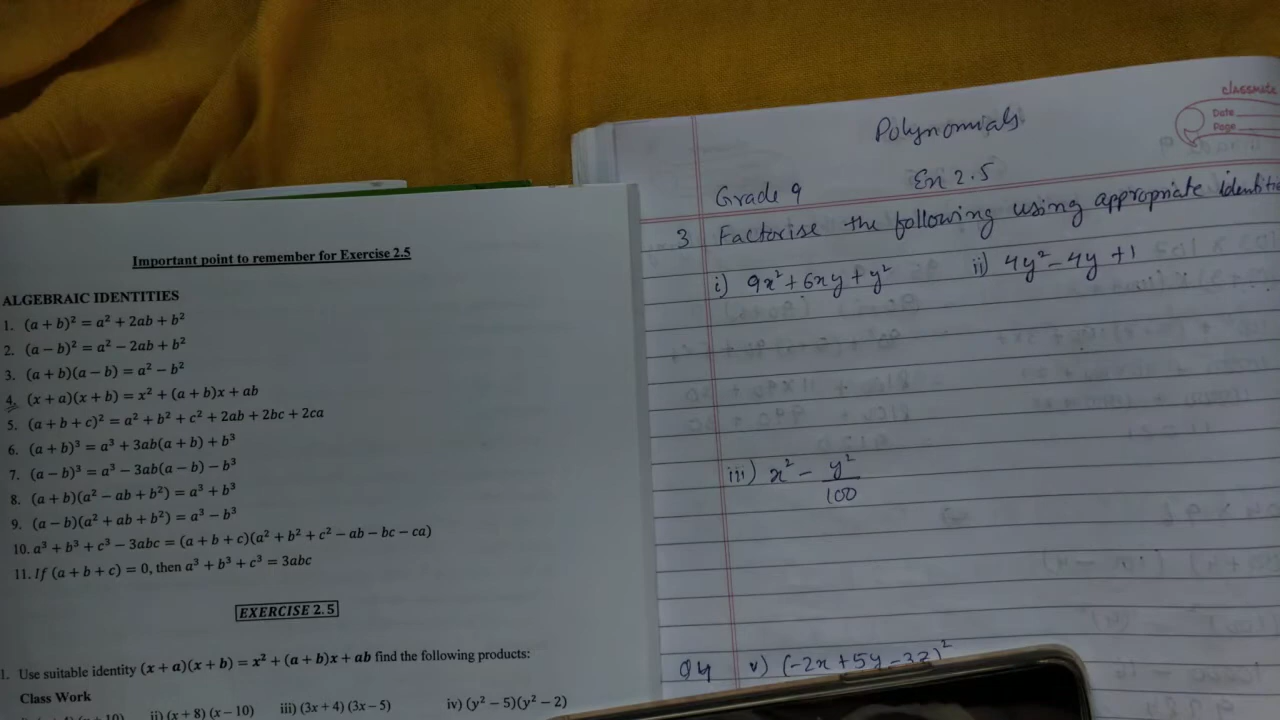 Important point to remember for Exercise 2.5
ALGEBRAIC IDENTITIES
1. (a + b)² = a² + 2ab + b²
2. (a − b)² = a² − 2ab + b²
3. (a + b)(a − b) = a² − b²
4. (x + a)(x + b) = x² + (a + b)x + ab
5. (a + b + c)² = a² + b² + c² + 2ab + 2bc + 2ca
6. (a + b)³ = a³ + 3ab(a + b) + b³
7. (a − b)³ = a³ − 3ab(a − b) − b³
8. (a + b)(a² − ab + b²) = a³ + b³
9. (a − b)(a² + ab + b²) = a³ − b³
10. a³ + b³ + c³ − 3abc = (a + b + c)(a² + b² + c² − ab − bc − ca)
11. If (a + b + c) = 0, then a³ + b³ + c³ = 3abc
EXERCISE 2.5
1. Use suitable identity (x + a)(x + b) = x² + (a + b)x + ab find the following products:
Class Work
ii) (x + 8) (x − 10) iii) (3x + 4) (3x − 5) iv) (y² − 5)(y² − 2)
classmate
Date
Page
Polynomials
Grade 9 Ex 2.5
3 Factorise the following using appropriate
i) 9x² + 6xy + y² ii) 4y² − 4y + 1
iii) x² − y²/100
Q4 v) (−2x + 5y − 3z)²